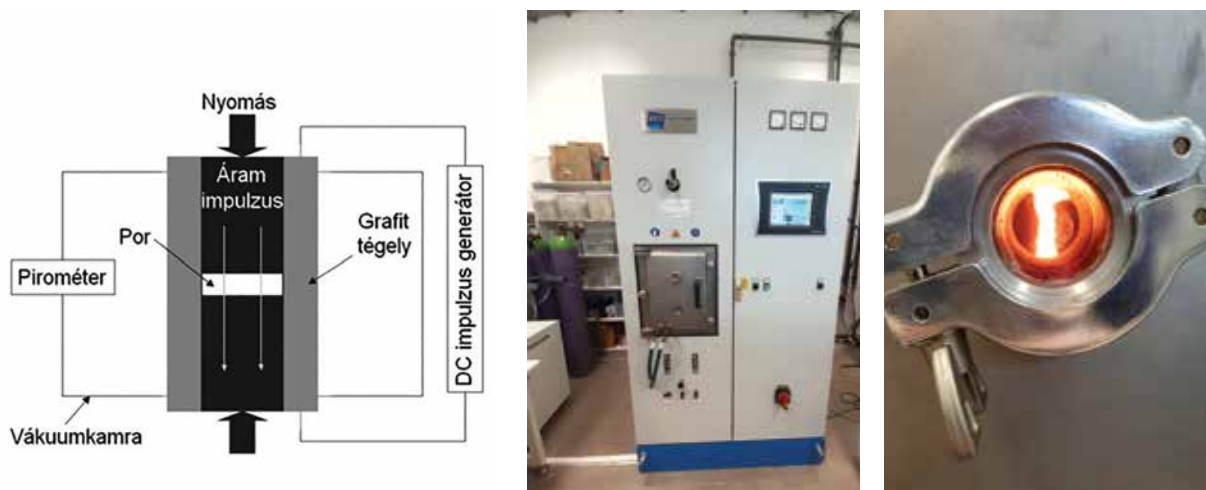 Nyomás
Áram
impulzus
Por
Grafit
tégely
Pirométer
DC impulzus generátor
Vákuumkamra